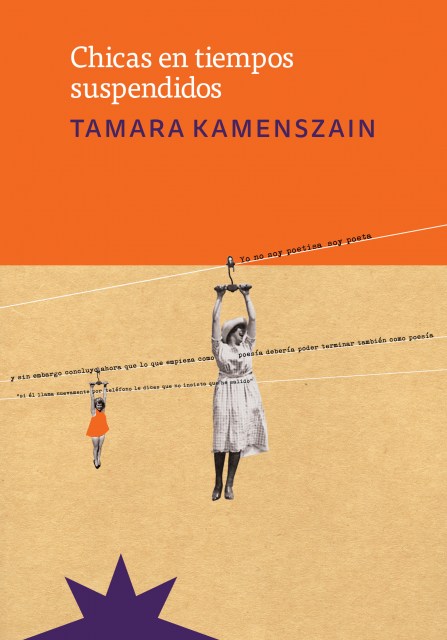 Chicas en tiempos
suspendidos
TAMARA KAMENSZAIN
Yo no soy poetisa soy poeta
y sin embargo concluyo ahora que lo que empieza como poesía debería poder terminar también como poesía
"si él llama nuevamente por teléfono le dices que no insista que he salido"